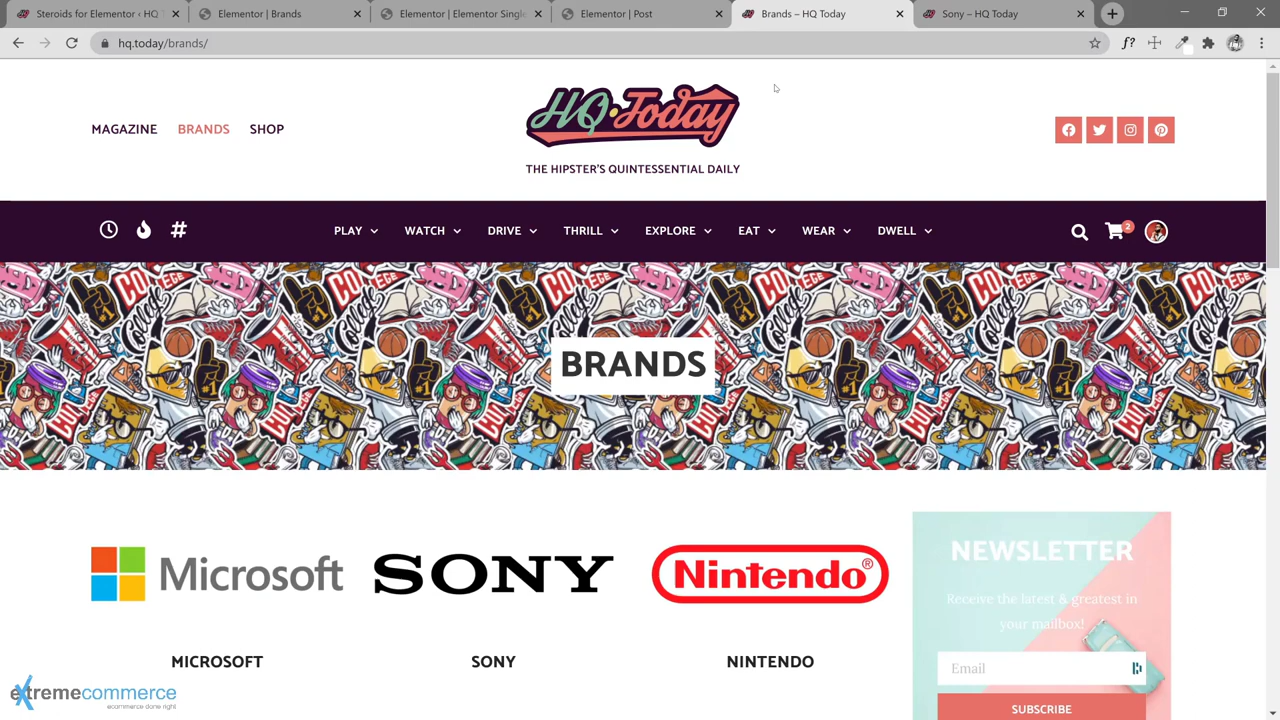 Steroids for Elementor ‹ HQ
Elementor | Brands
Elementor | Elementor Singl
Elementor | Post
Brands – HQ Today
Sony – HQ Today
hq.today/brands/
f?
MAGAZINE
BRANDS
SHOP
HQ Today
THE HIPSTER'S QUINTESSENTIAL DAILY
PLAY
WATCH
DRIVE
THRILL
EXPLORE
EAT
WEAR
DWELL
2
BRANDS
Microsoft
SONY
Nintendo®
MICROSOFT
SONY
NINTENDO
NEWSLETTER
Receive the latest & greatest in
your mailbox!
Email
SUBSCRIBE
extremecommerce
ecommerce done right